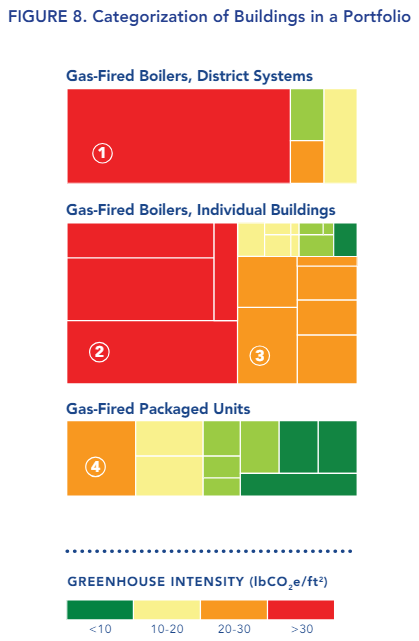 FIGURE 8. Categorization of Buildings in a Portfolio
Gas-Fired Boilers, District Systems
1
Gas-Fired Boilers, Individual Buildings
2
3
Gas-Fired Packaged Units
4
GREENHOUSE INTENSITY (lbCO₂e/ft²)
<10 10-20 20-30 >30